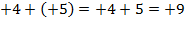 +4 + (+5) = +4 + 5 = +9